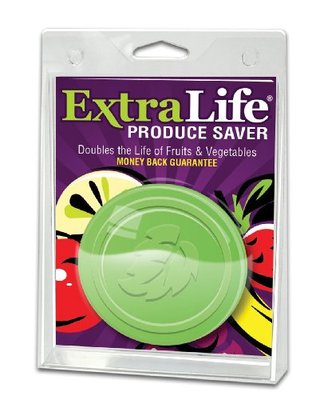 ExtraLife®
PRODUCE SAVER
Doubles the Life of Fruits & Vegetables
MONEY BACK GUARANTEE